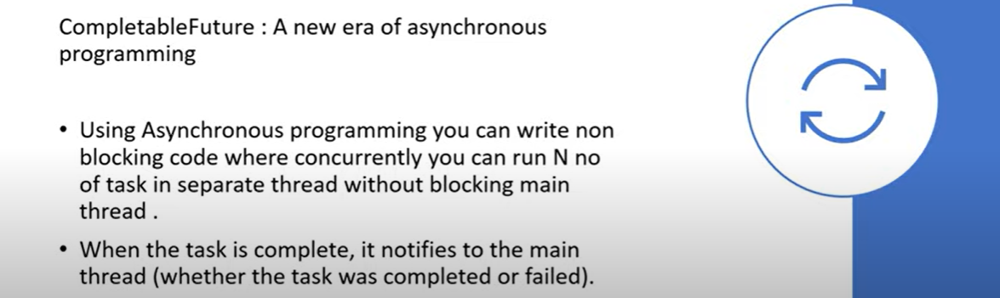 CompletableFuture : A new era of asynchronous
programming
• Using Asynchronous programming you can write non
blocking code where concurrently you can run N no
of task in separate thread without blocking main
thread .
• When the task is complete, it notifies to the main
thread (whether the task was completed or failed).